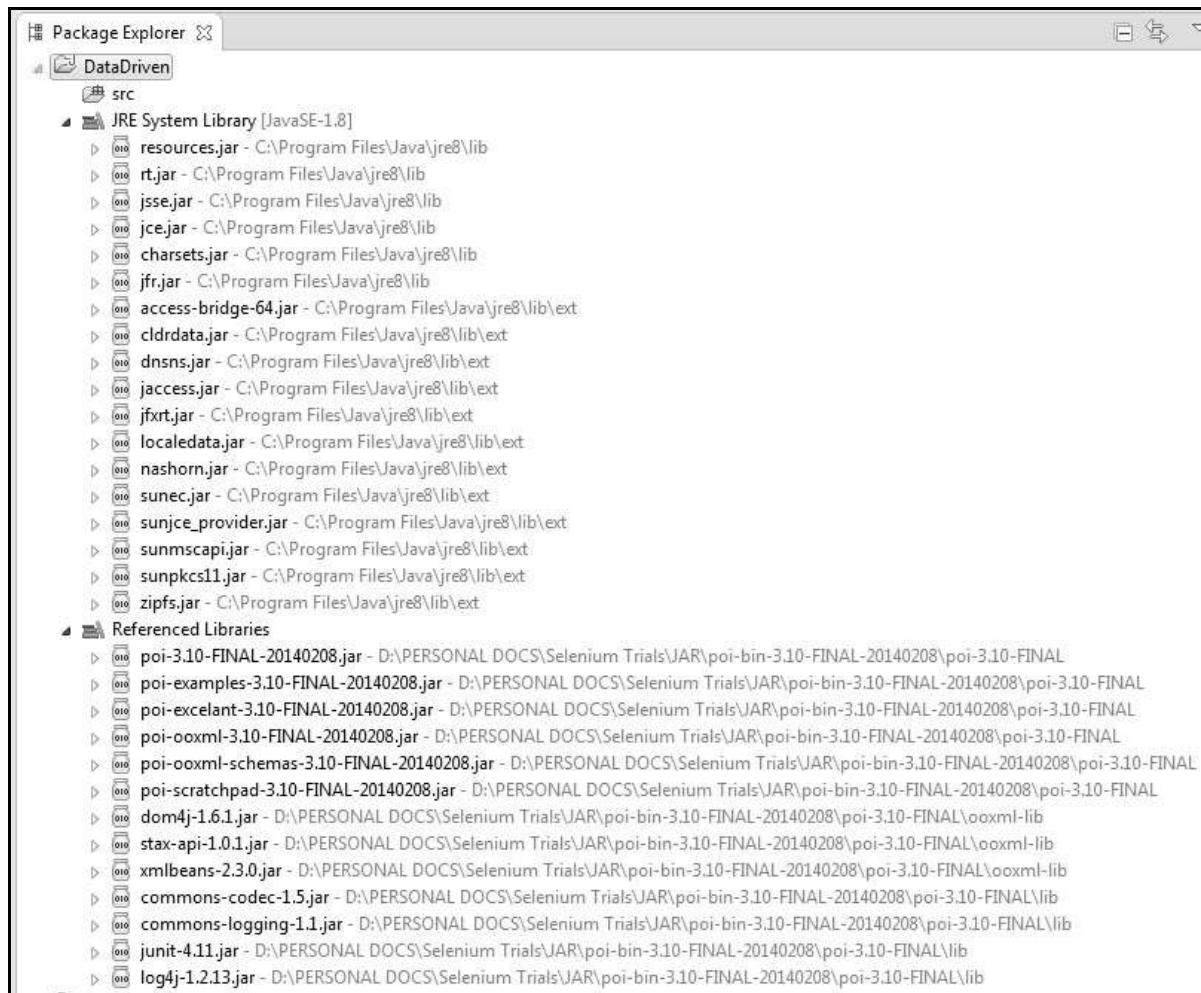 Package Explorer
DataDriven
src
JRE System Library [JavaSE-1.8]
resources.jar - C:\Program Files\Java\jre8\lib
rt.jar - C:\Program Files\Java\jre8\lib
jsse.jar - C:\Program Files\Java\jre8\lib
jce.jar - C:\Program Files\Java\jre8\lib
charsets.jar - C:\Program Files\Java\jre8\lib
jfr.jar - C:\Program Files\Java\jre8\lib
access-bridge-64.jar - C:\Program Files\Java\jre8\lib\ext
cldrdata.jar - C:\Program Files\Java\jre8\lib\ext
dnsns.jar - C:\Program Files\Java\jre8\lib\ext
jaccess.jar - C:\Program Files\Java\jre8\lib\ext
jfxrt.jar - C:\Program Files\Java\jre8\lib\ext
localedata.jar - C:\Program Files\Java\jre8\lib\ext
nashorn.jar - C:\Program Files\Java\jre8\lib\ext
sunec.jar - C:\Program Files\Java\jre8\lib\ext
sunjce_provider.jar - C:\Program Files\Java\jre8\lib\ext
sunmscapi.jar - C:\Program Files\Java\jre8\lib\ext
sunpkcs11.jar - C:\Program Files\Java\jre8\lib\ext
zipfs.jar - C:\Program Files\Java\jre8\lib\ext
Referenced Libraries
poi-3.10-FINAL-20140208.jar - D:\PERSONAL DOCS\Selenium Trials\JAR\poi-bin-3.10-FINAL-20140208\poi-3.10-FINAL
poi-examples-3.10-FINAL-20140208.jar - D:\PERSONAL DOCS\Selenium Trials\JAR\poi-bin-3.10-FINAL-20140208\poi-3.10-FINAL
poi-excelant-3.10-FINAL-20140208.jar - D:\PERSONAL DOCS\Selenium Trials\JAR\poi-bin-3.10-FINAL-20140208\poi-3.10-FINAL
poi-ooxml-3.10-FINAL-20140208.jar - D:\PERSONAL DOCS\Selenium Trials\JAR\poi-bin-3.10-FINAL-20140208\poi-3.10-FINAL
poi-ooxml-schemas-3.10-FINAL-20140208.jar - D:\PERSONAL DOCS\Selenium Trials\JAR\poi-bin-3.10-FINAL-20140208\poi-3.10-FINAL
poi-scratchpad-3.10-FINAL-20140208.jar - D:\PERSONAL DOCS\Selenium Trials\JAR\poi-bin-3.10-FINAL-20140208\poi-3.10-FINAL
dom4j-1.6.1.jar - D:\PERSONAL DOCS\Selenium Trials\JAR\poi-bin-3.10-FINAL-20140208\poi-3.10-FINAL\ooxml-lib
stax-api-1.0.1.jar - D:\PERSONAL DOCS\Selenium Trials\JAR\poi-bin-3.10-FINAL-20140208\poi-3.10-FINAL\ooxml-lib
xmlbeans-2.3.0.jar - D:\PERSONAL DOCS\Selenium Trials\JAR\poi-bin-3.10-FINAL-20140208\poi-3.10-FINAL\ooxml-lib
commons-codec-1.5.jar - D:\PERSONAL DOCS\Selenium Trials\JAR\poi-bin-3.10-FINAL-20140208\poi-3.10-FINAL\lib
commons-logging-1.1.jar - D:\PERSONAL DOCS\Selenium Trials\JAR\poi-bin-3.10-FINAL-20140208\poi-3.10-FINAL\lib
junit-4.11.jar - D:\PERSONAL DOCS\Selenium Trials\JAR\poi-bin-3.10-FINAL-20140208\poi-3.10-FINAL\lib
log4j-1.2.13.jar - D:\PERSONAL DOCS\Selenium Trials\JAR\poi-bin-3.10-FINAL-20140208\poi-3.10-FINAL\lib